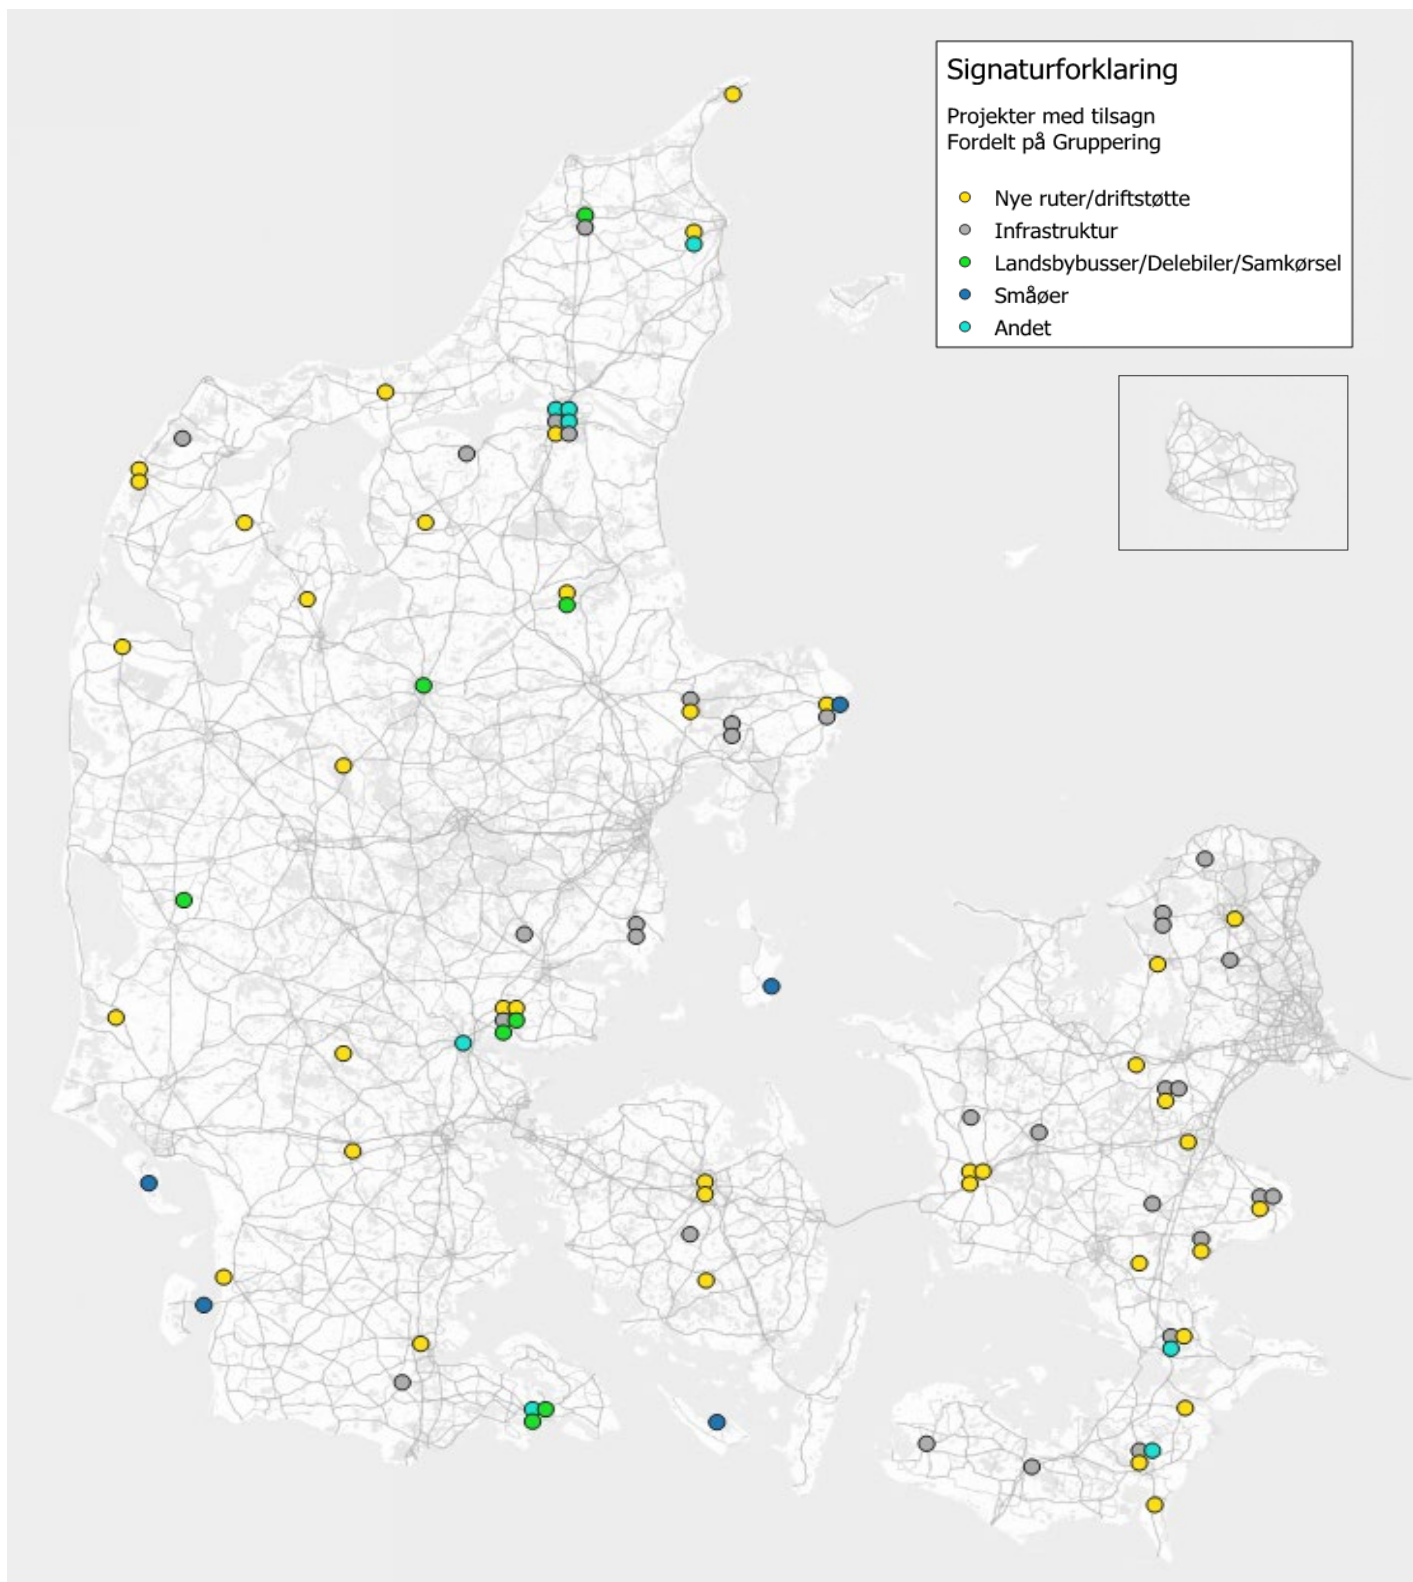 Signaturforklaring
Projekter med tilsagn
Fordelt på Gruppering
Nye ruter/driftstøtte
Infrastruktur
Landsbybusser/Delebiler/Samkørsel
Småøer
Andet